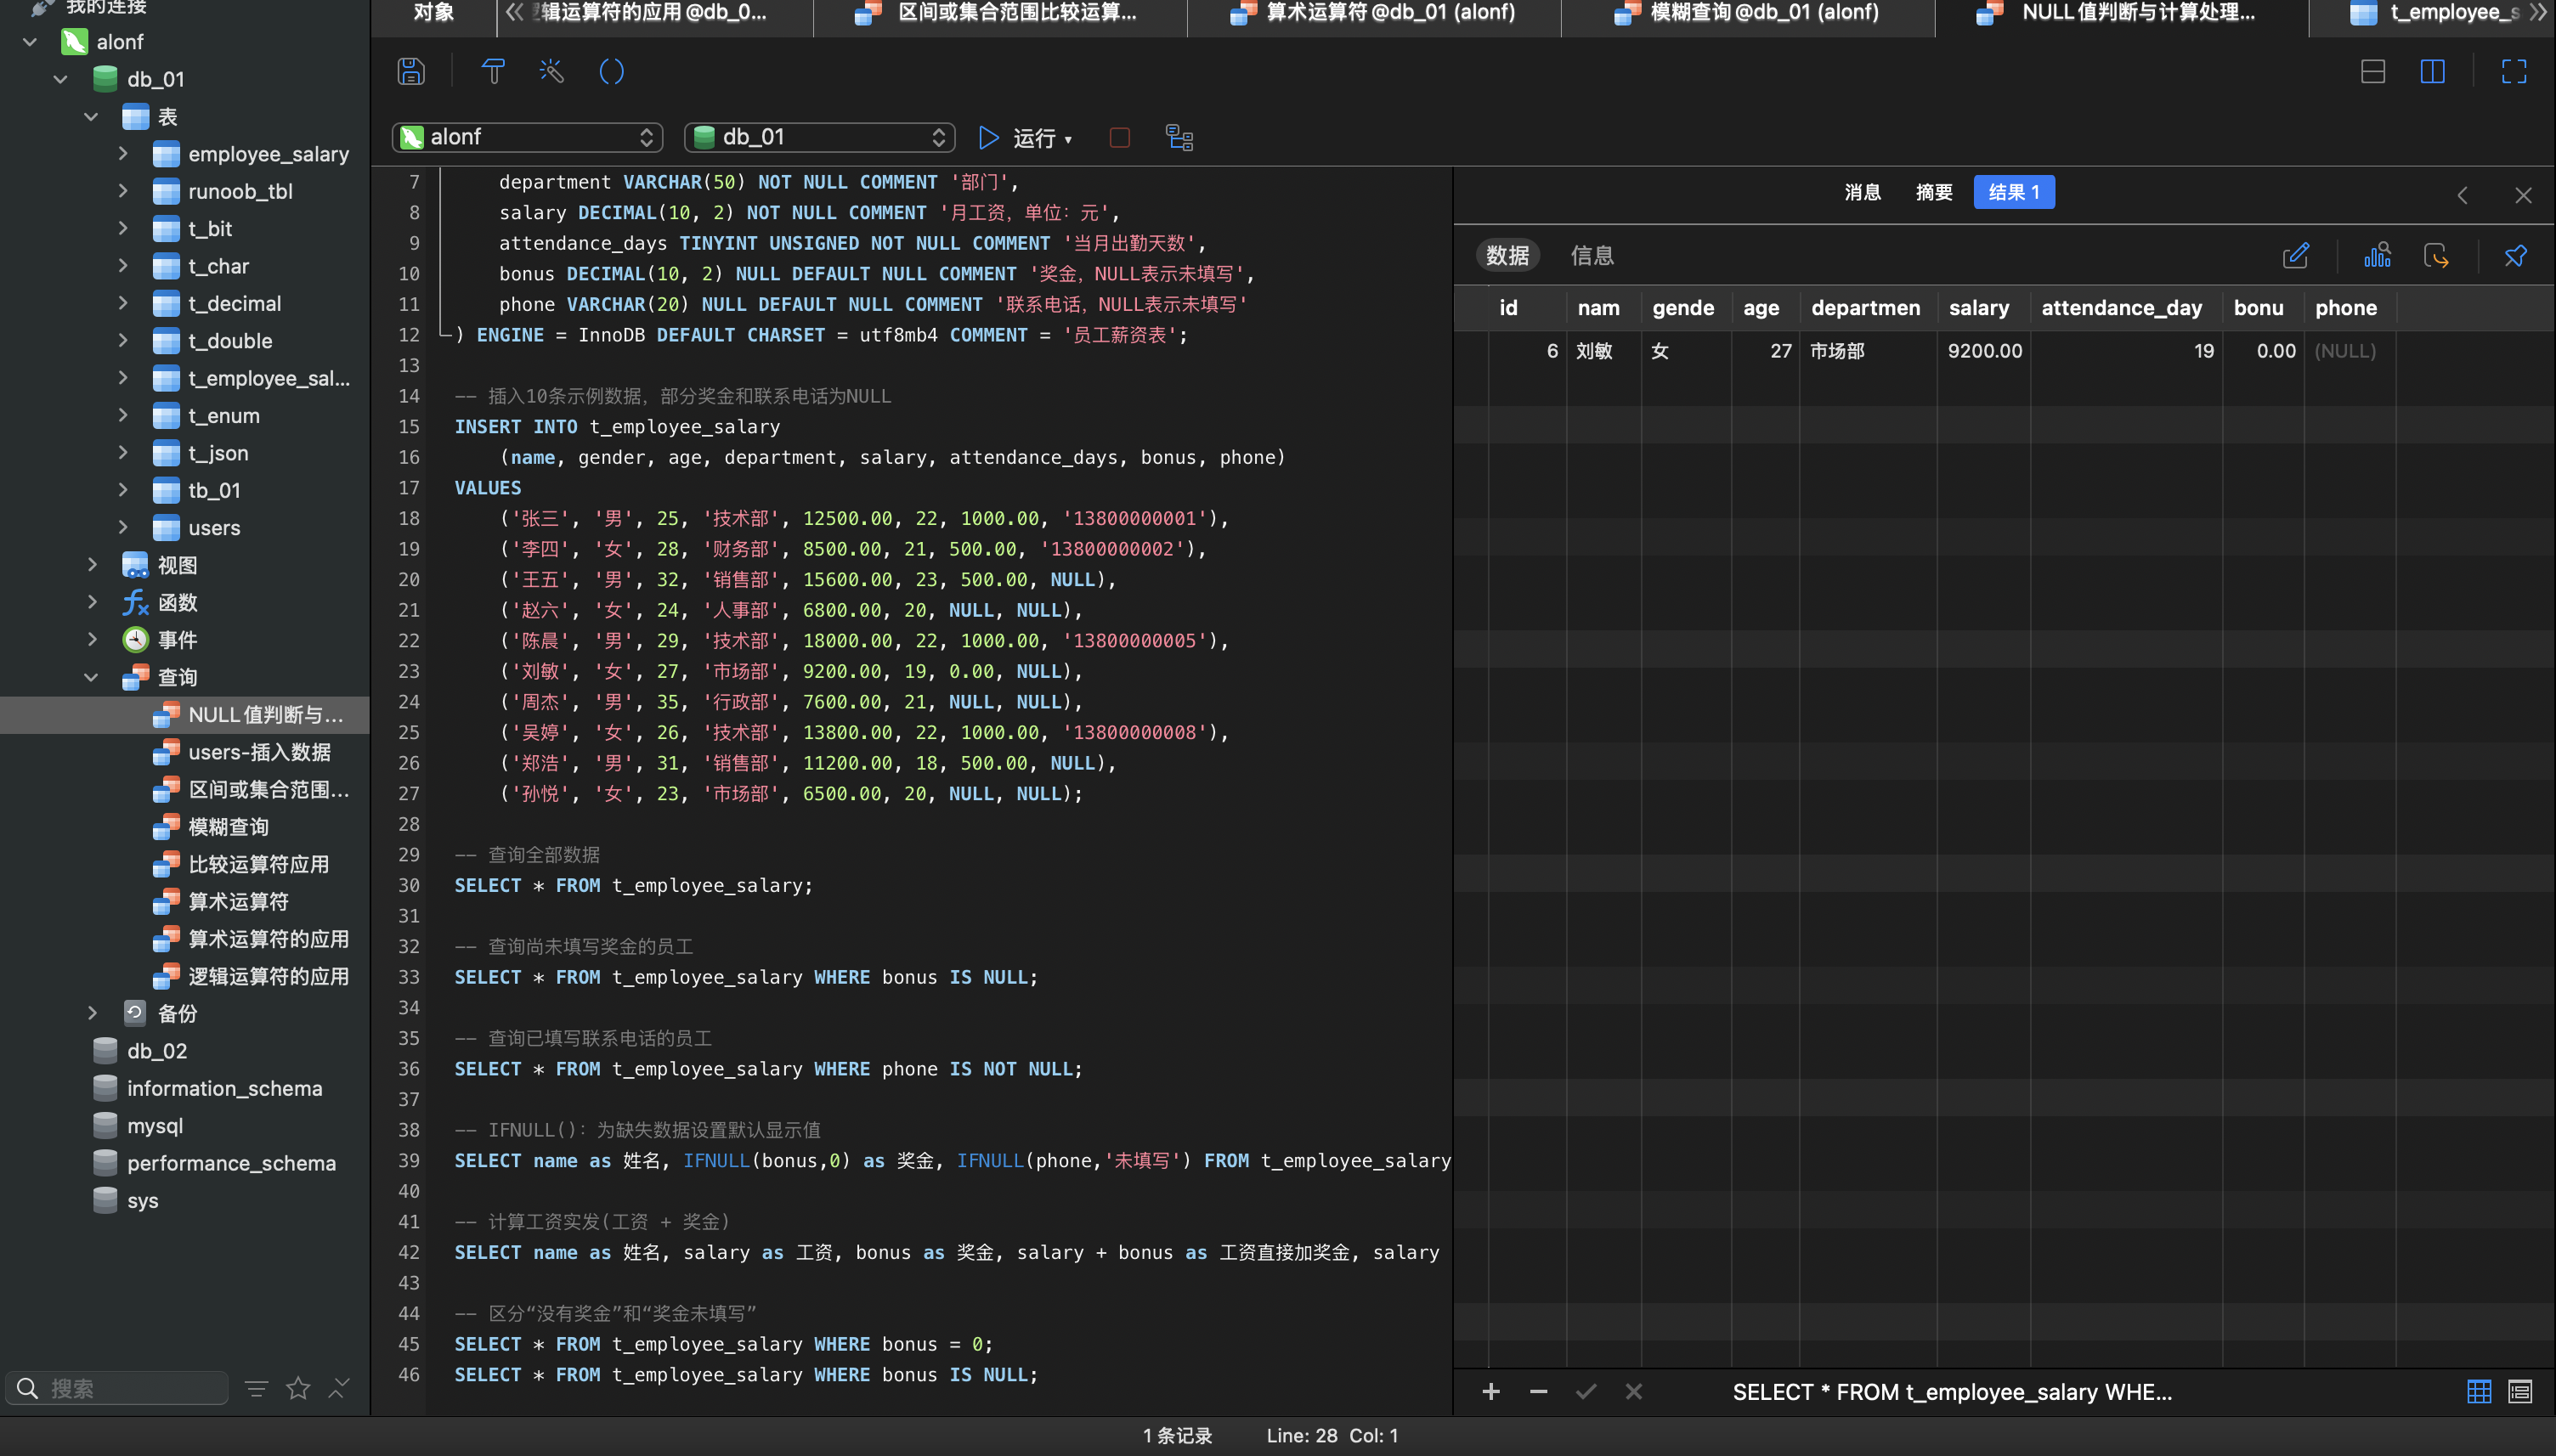 我的连接
alonf
db_01
表
employee_salary
runoob_tbl
t_bit
t_char
t_decimal
t_double
t_employee_sal...
t_enum
t_json
tb_01
users
视图
函数
事件
查询
NULL值判断与...
users-插入数据
区间或集合范围...
模糊查询
比较运算符应用
算术运算符
算术运算符的应用
逻辑运算符的应用
备份
db_02
information_schema
mysql
performance_schema
sys
搜索
对象
逻辑运算符的应用@db_0...
区间或集合范围比较运算...
算术运算符@db_01 (alonf)
模糊查询@db_01 (alonf)
NULL值判断与计算处理...
t_employee_s
alonf
db_01
运行
7 department VARCHAR(50) NOT NULL COMMENT '部门',
8 salary DECIMAL(10, 2) NOT NULL COMMENT '月工资，单位：元',
9 attendance_days TINYINT UNSIGNED NOT NULL COMMENT '当月出勤天数',
10 bonus DECIMAL(10, 2) NULL DEFAULT NULL COMMENT '奖金，NULL表示未填写',
11 phone VARCHAR(20) NULL DEFAULT NULL COMMENT '联系电话，NULL表示未填写'
12 ) ENGINE = InnoDB DEFAULT CHARSET = utf8mb4 COMMENT = '员工薪资表';
13
14 -- 插入10条示例数据，部分奖金和联系电话为NULL
15 INSERT INTO t_employee_salary
16 (name, gender, age, department, salary, attendance_days, bonus, phone)
17 VALUES
18 ('张三', '男', 25, '技术部', 12500.00, 22, 1000.00, '13800000001'),
19 ('李四', '女', 28, '财务部', 8500.00, 21, 500.00, '13800000002'),
20 ('王五', '男', 32, '销售部', 15600.00, 23, 500.00, NULL),
21 ('赵六', '女', 24, '人事部', 6800.00, 20, NULL, NULL),
22 ('陈晨', '男', 29, '技术部', 18000.00, 22, 1000.00, '13800000005'),
23 ('刘敏', '女', 27, '市场部', 9200.00, 19, 0.00, NULL),
24 ('周杰', '男', 35, '行政部', 7600.00, 21, NULL, NULL),
25 ('吴婷', '女', 26, '技术部', 13800.00, 22, 1000.00, '13800000008'),
26 ('郑浩', '男', 31, '销售部', 11200.00, 18, 500.00, NULL),
27 ('孙悦', '女', 23, '市场部', 6500.00, 20, NULL, NULL);
28
29 -- 查询全部数据
30 SELECT * FROM t_employee_salary;
31
32 -- 查询尚未填写奖金的员工
33 SELECT * FROM t_employee_salary WHERE bonus IS NULL;
34
35 -- 查询已填写联系电话的员工
36 SELECT * FROM t_employee_salary WHERE phone IS NOT NULL;
37
38 -- IFNULL()：为缺失数据设置默认显示值
39 SELECT name as 姓名, IFNULL(bonus,0) as 奖金, IFNULL(phone,'未填写') FROM t_employee_salary
40
41 -- 计算工资实发(工资 + 奖金)
42 SELECT name as 姓名, salary as 工资, bonus as 奖金, salary + bonus as 工资直接加奖金, salary
43
44 -- 区分“没有奖金”和“奖金未填写”
45 SELECT * FROM t_employee_salary WHERE bonus = 0;
46 SELECT * FROM t_employee_salary WHERE bonus IS NULL;
消息 摘要 结果 1
数据 信息
id nam gende age departmen salary attendance_day bonu phone
6 刘敏 女 27 市场部 9200.00 19 0.00 (NULL)
SELECT * FROM t_employee_salary WHE...
1 条记录 Line: 28 Col: 1